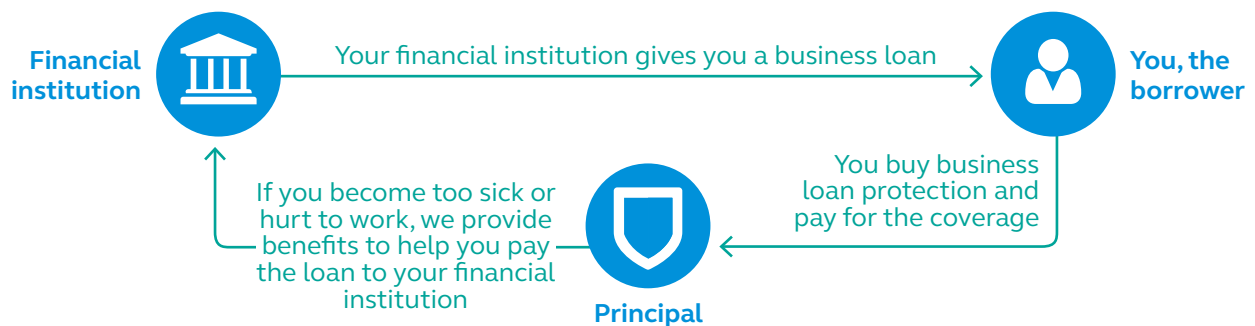 Financial
institution
Your financial institution gives you a business loan
You, the
borrower
You buy business
loan protection and
pay for the coverage
If you become too sick or
hurt to work, we provide
benefits to help you pay
the loan to your financial
institution
Principal